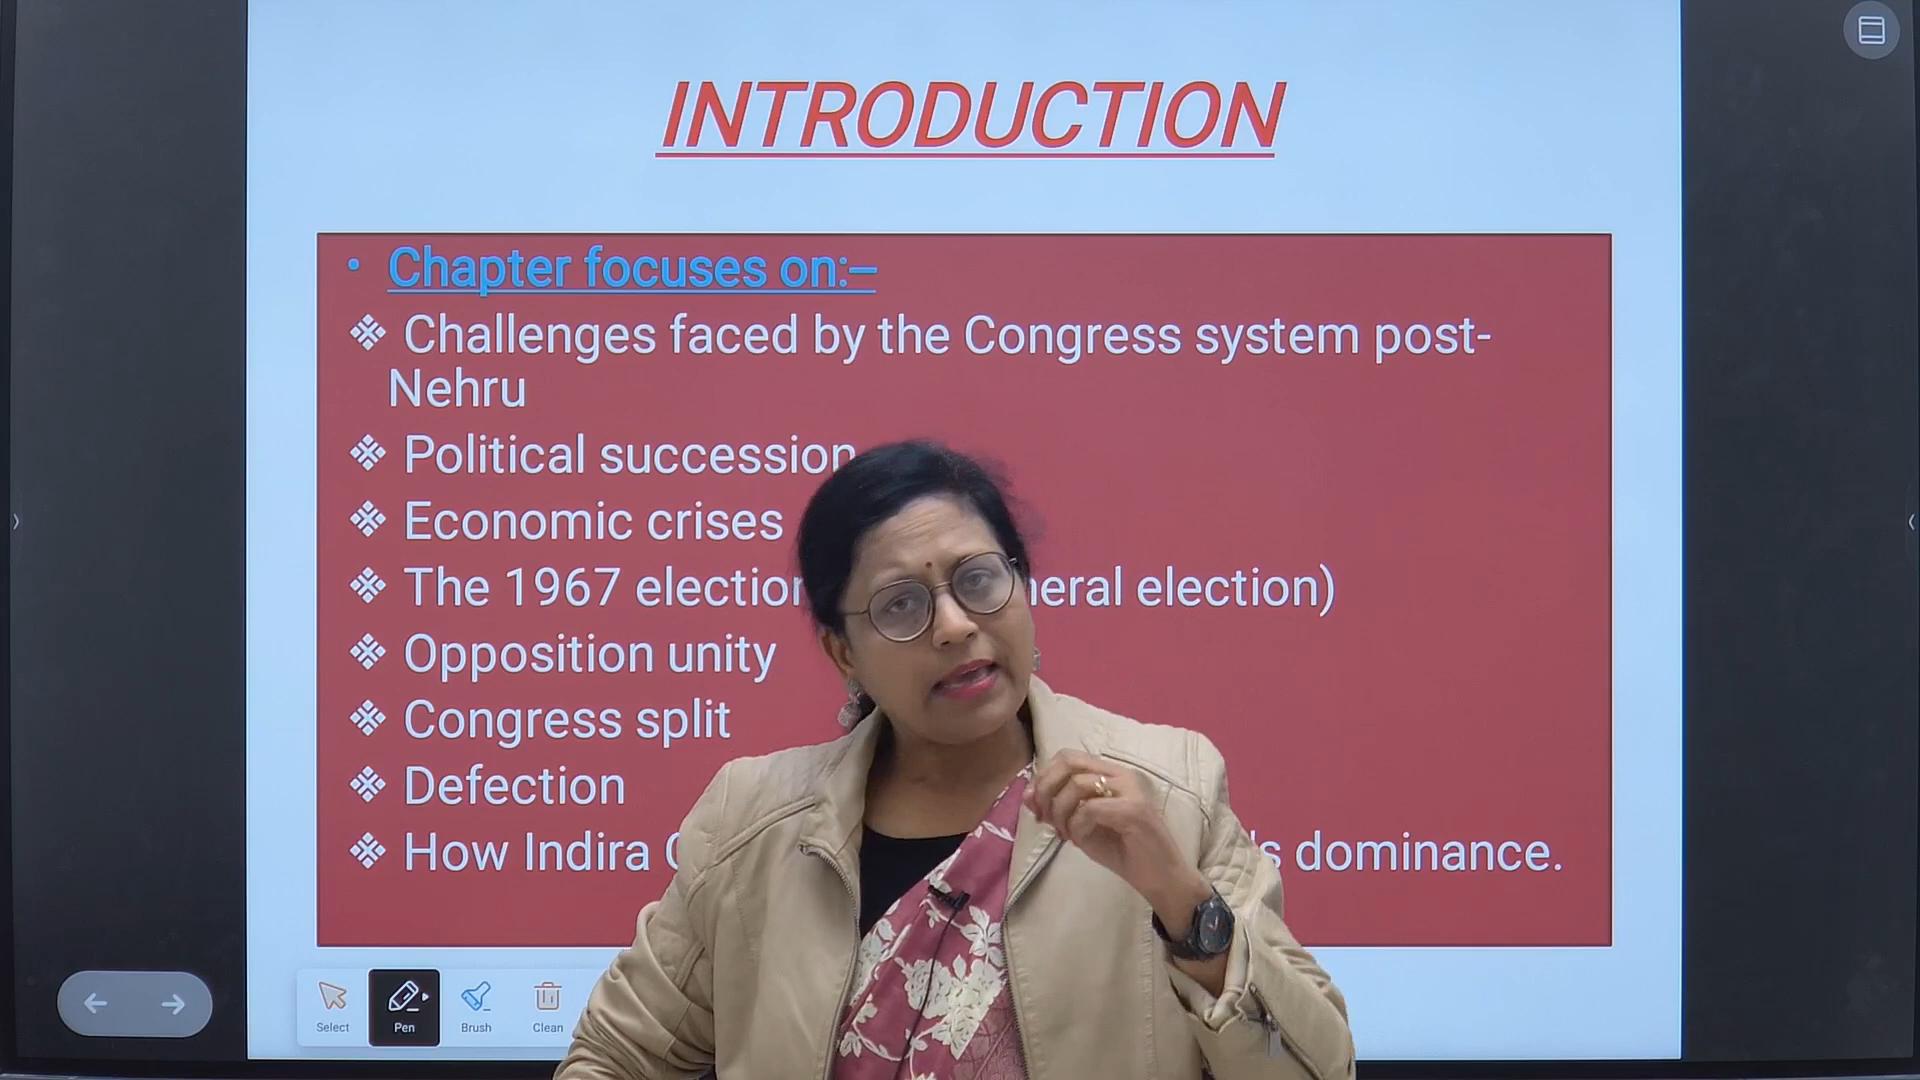 INTRODUCTION
• Chapter focuses on:–
❖ Challenges faced by the Congress system post-
Nehru
❖ Political succession
❖ Economic crises
❖ The 1967 election election)
❖ Opposition unity
❖ Congress split
❖ Defection
❖ How Indira dominance.
Select Pen Brush Clean